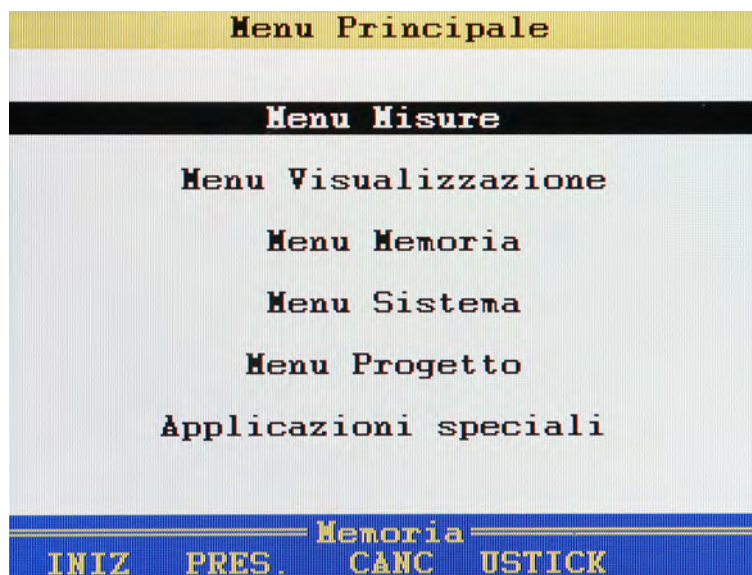 Menu Principale
Menu Misure
Menu Visualizzazione
Menu Memoria
Menu Sistema
Menu Progetto
Applicazioni speciali
Memoria
INIZ PRES. CANC USTICK